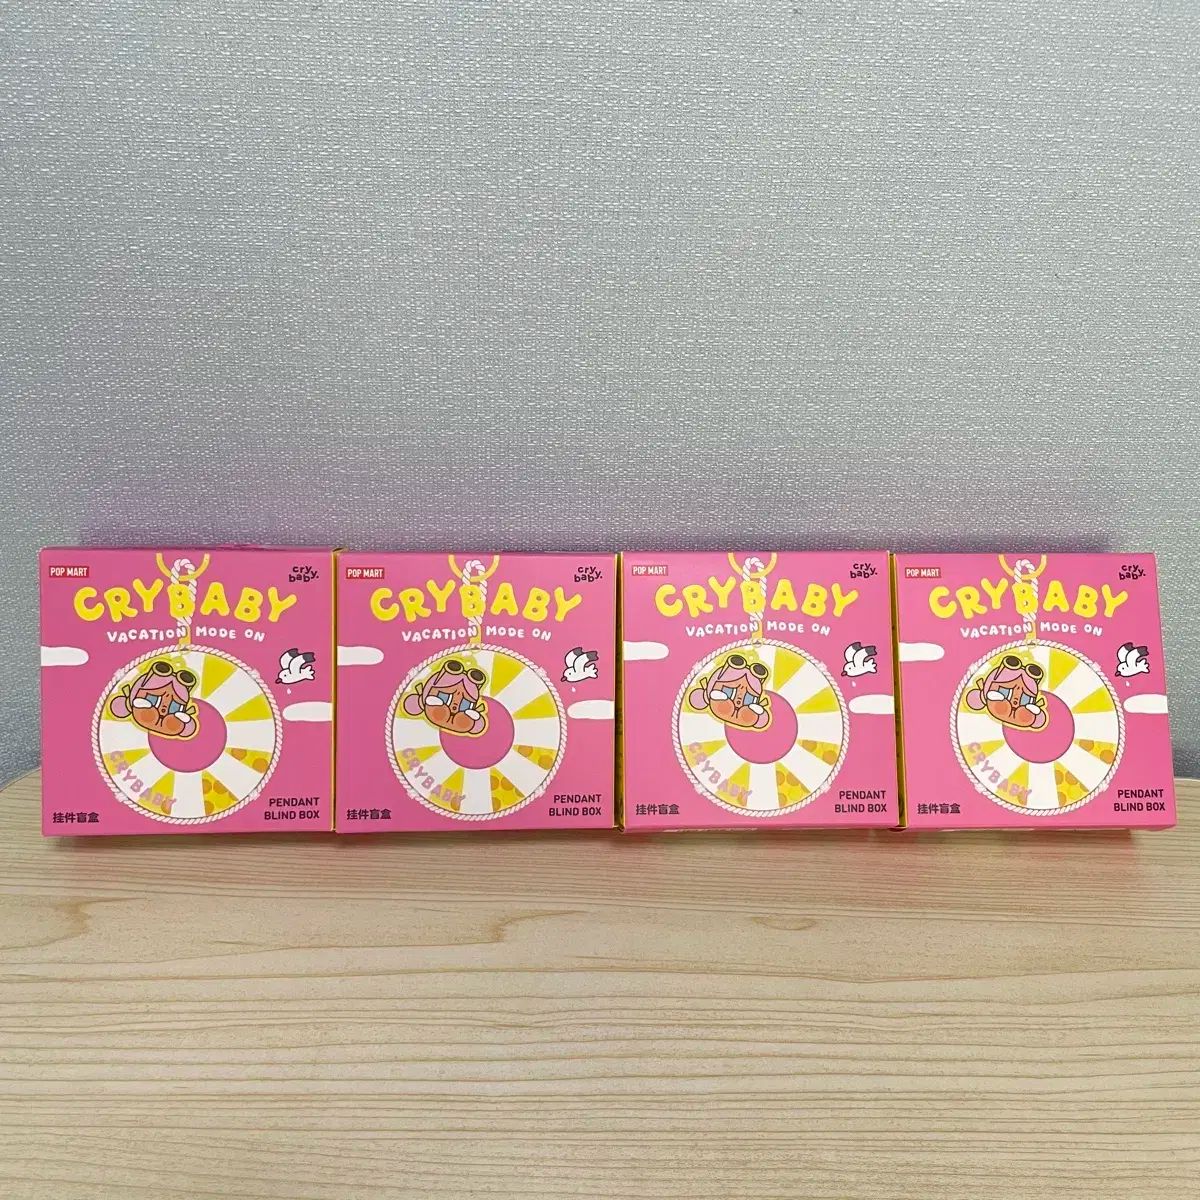 POP MART
cry
baby.
CRYBABY
VACATION MODE ON
CRYBABY
挂件盲盒
PENDANT
BLIND BOX
POP MART
cry
baby.
CRYBABY
VACATION MODE ON
CRYBABY
挂件盲盒
PENDANT
BLIND BOX
POP MART
cry
baby.
CRYBABY
VACATION MODE ON
CRYBABY
挂件盲盒
PENDANT
BLIND BOX
POP MART
cry
baby.
CRYBABY
VACATION MODE ON
CRYBABY
挂件盲盒
PENDANT
BLIND BOX